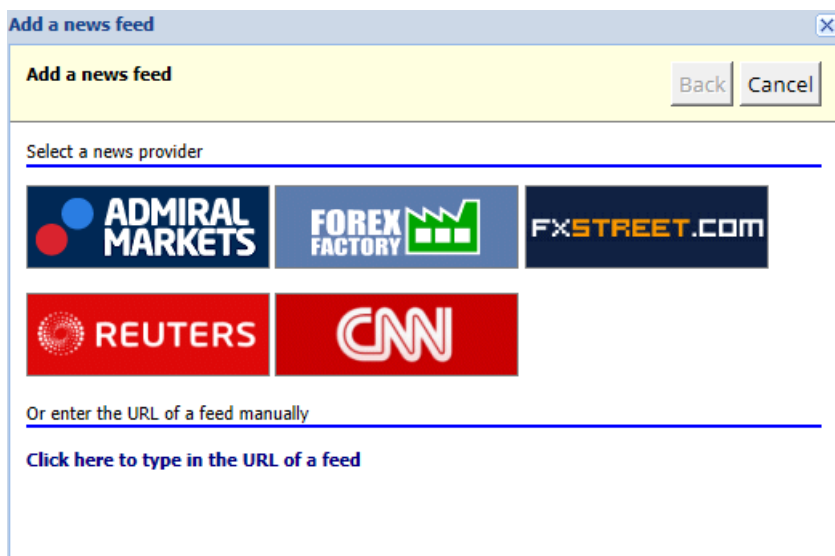 Add a news feed
Add a news feed
Back Cancel
Select a news provider
ADMIRAL
MARKETS
FOREX
FACTORY
FXSTREET.COM
REUTERS
CNN
Or enter the URL of a feed manually
Click here to type in the URL of a feed